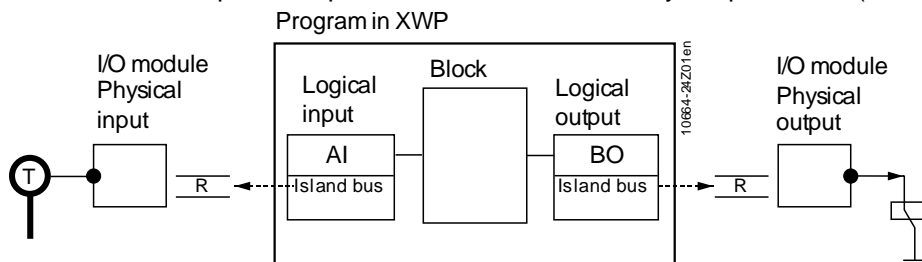 Program in XWP
I/O module
Physical
input
Logical
input
Block
Logical
output
10664-24Z01en
I/O module
Physical
output
T
R
AI
Island bus
BO
Island bus
R